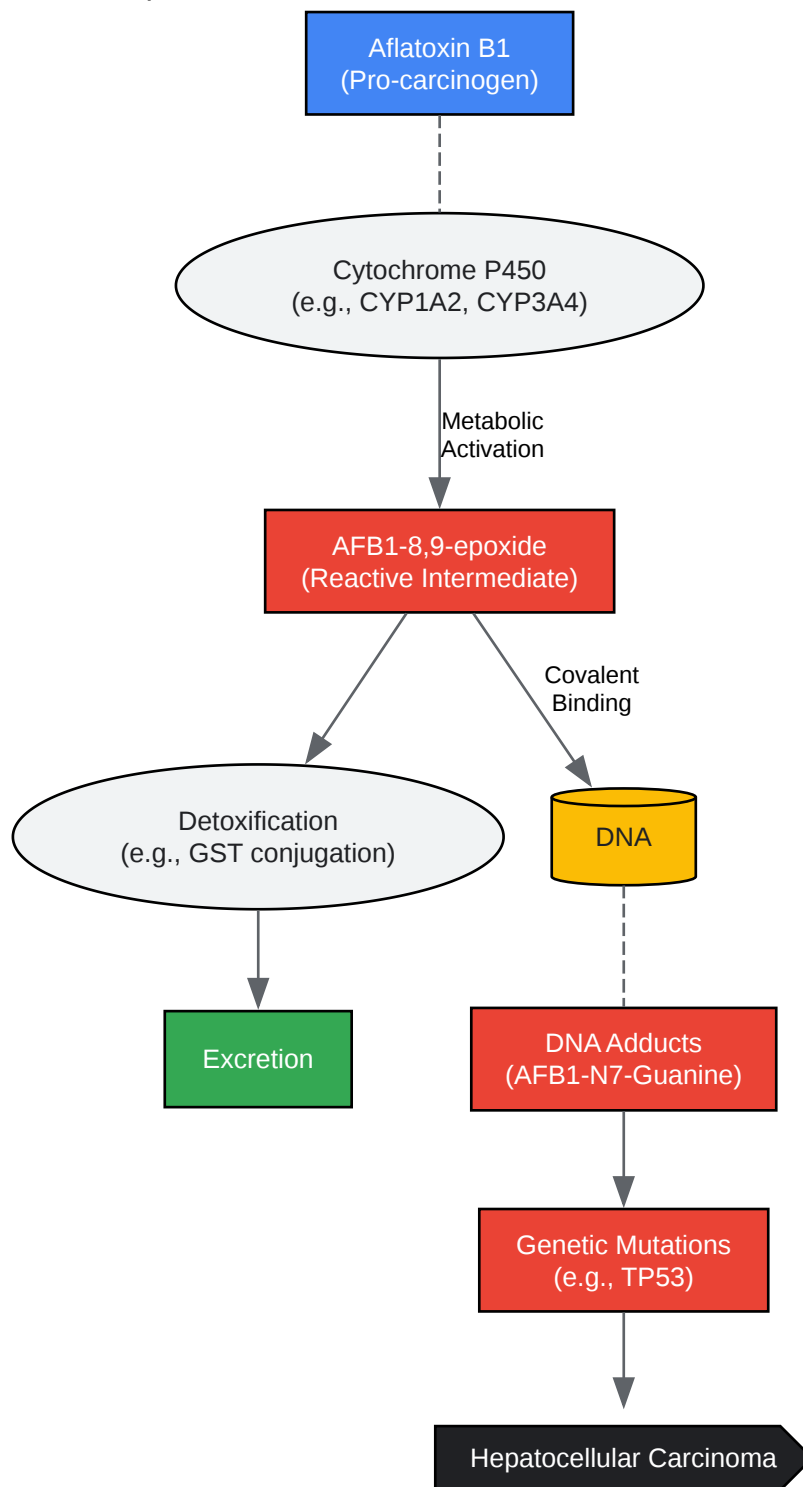 Aflatoxin B1
(Pro-carcinogen)
Cytochrome P450
(e.g., CYP1A2, CYP3A4)
Metabolic
Activation
AFB1-8,9-epoxide
(Reactive Intermediate)
Covalent
Binding
Detoxification
(e.g., GST conjugation)
DNA
Excretion
DNA Adducts
(AFB1-N7-Guanine)
Genetic Mutations
(e.g., TP53)
Hepatocellular Carcinoma